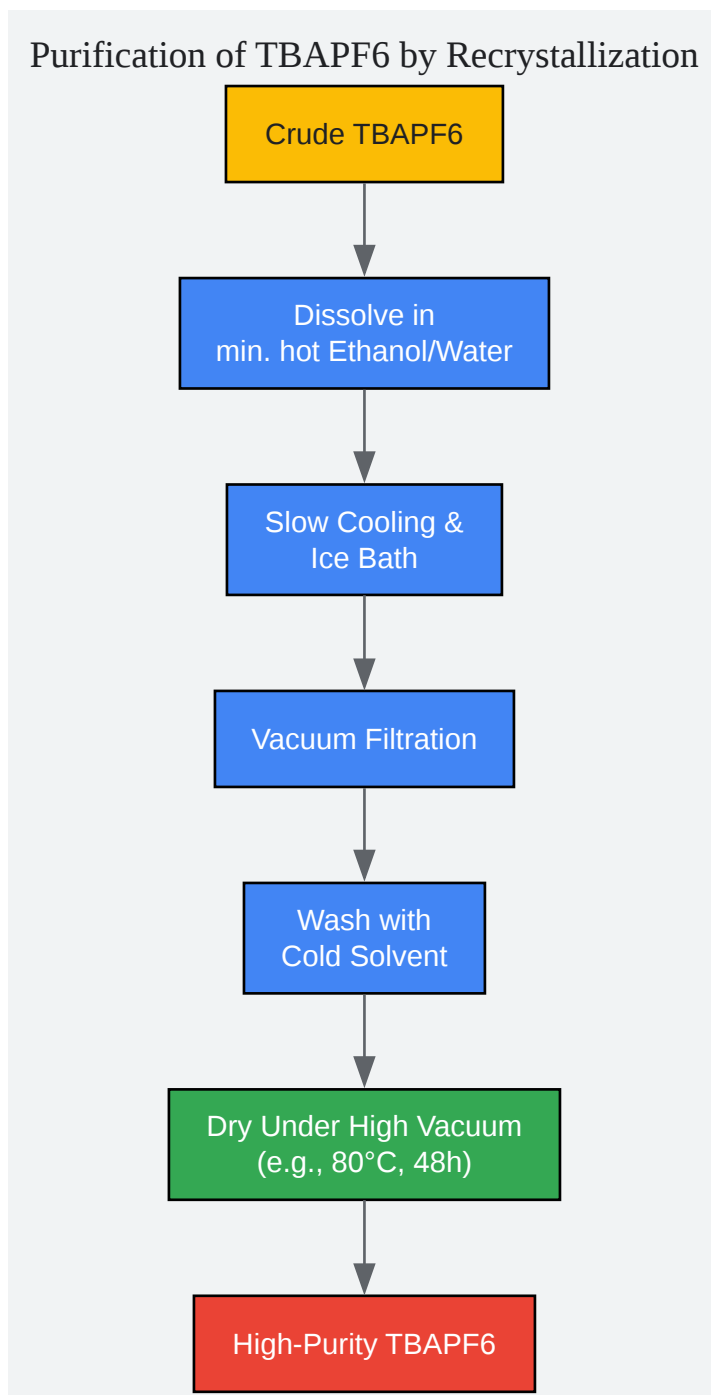 Purification of TBAPF6 by Recrystallization
Crude TBAPF6
Dissolve in
min. hot Ethanol/Water
Slow Cooling &
Ice Bath
Vacuum Filtration
Wash with
Cold Solvent
Dry Under High Vacuum
(e.g., 80°C, 48h)
High-Purity TBAPF6